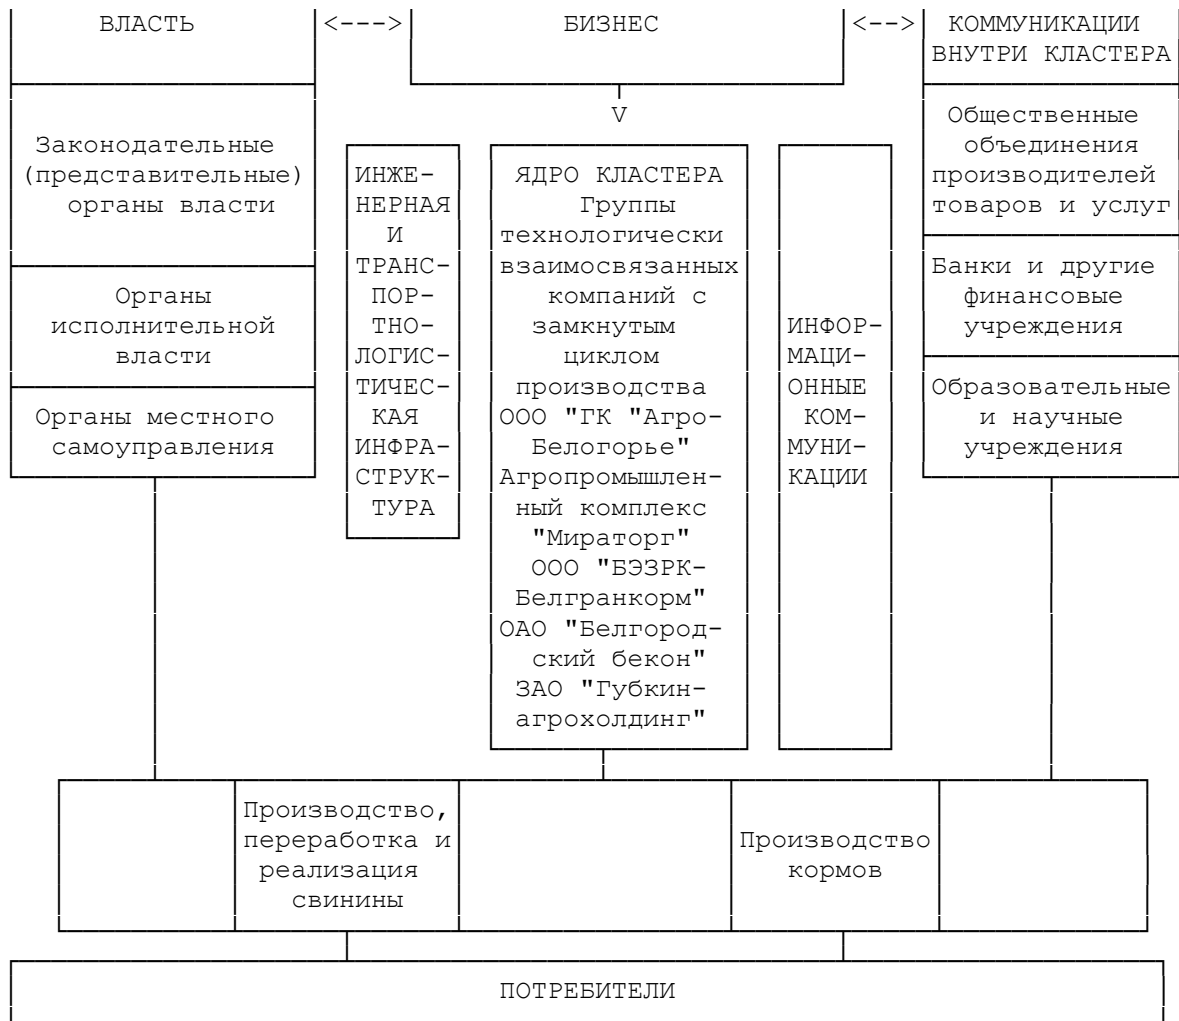 ВЛАСТЬ <---> БИЗНЕС <--> КОММУНИКАЦИИ
ВНУТРИ КЛАСТЕРА
V
Законодательные
(представительные)
органы власти
Органы
исполнительной
власти
Органы местного
самоуправления
ИНЖЕ-
НЕРНАЯ
И
ТРАНС-
ПОР-
ТНО-
ЛОГИС-
ТИЧЕС-
КАЯ
ИНФРА-
СТРУК-
ТУРА
ЯДРО КЛАСТЕРА
Группы
технологически
взаимосвязанных
компаний с
замкнутым
циклом
производства
ООО "ГК "Агро-
Белогорье"
Агропромышлен-
ный комплекс
"Мираторг"
ООО "БЭЗРК-
Белгранкорм"
ОАО "Белгород-
ский бекон"
ЗАО "Губкин-
агрохолдинг"
ИНФОР-
МАЦИ-
ОННЫЕ
КОМ-
МУНИ-
КАЦИИ
Общественные
объединения
производителей
товаров и услуг
Банки и другие
финансовые
учреждения
Образовательные
и научные
учреждения
Производство,
переработка и
реализация
свинины
Производство
кормов
ПОТРЕБИТЕЛИ